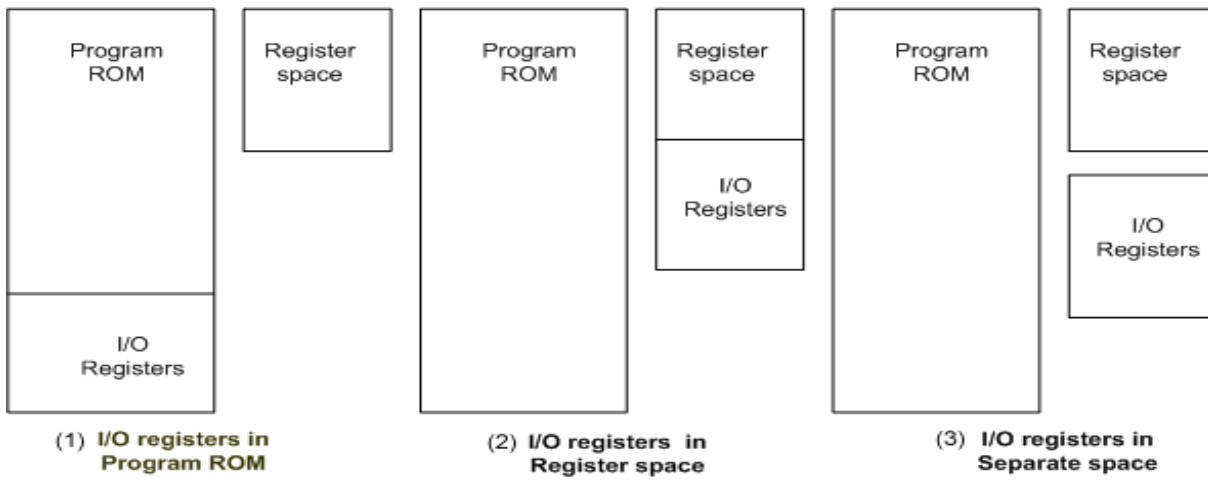 Program
ROM
I/O
Registers
Register
space
(1) I/O registers in
Program ROM
Program
ROM
Register
space
I/O
Registers
(2) I/O registers in
Register space
Program
ROM
Register
space
I/O
Registers
(3) I/O registers in
Separate space